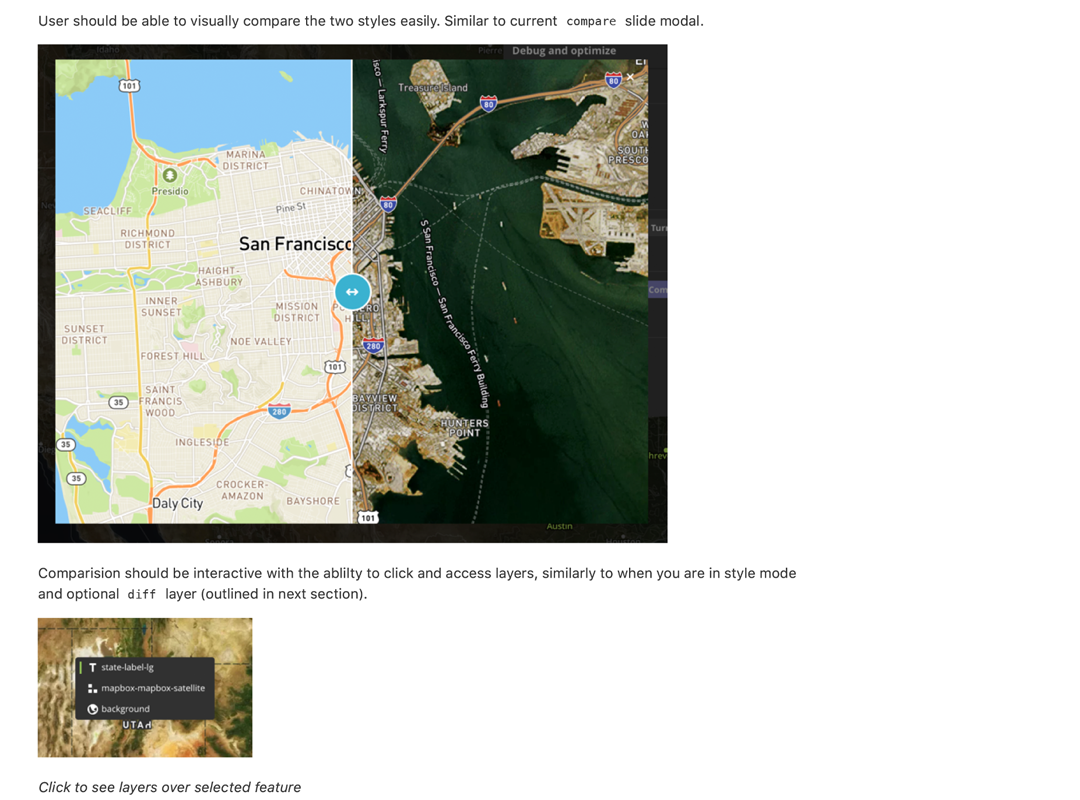 User should be able to visually compare the two styles easily. Similar to current compare slide modal.
Idaho
Pierre
Debug and optimize
101
isco — Larkspur Ferry
Treasure Island
80
80
MARINA
DISTRICT
SOUTH
PRESCO
Presidio
CHINATOWN
Pine St
80
SEACLIFF
RICHMOND
DISTRICT
San Francisco
S San Francisco — San Francisco Ferry Building
HAIGHT-
ASHBURY
Com
INNER
SUNSET
MISSION
DISTRICT
SUNSET
DISTRICT
NOE VALLEY
280
FOREST HILL
101
SAINT
FRANCIS
WOOD
35
280
BAYVIEW
DISTRICT
HUNTERS
POINT
35
INGLESIDE
35
CROCKER-
AMAZON
BAYSHORE
Daly City
101
Austin
Houston
Comparision should be interactive with the ablilty to click and access layers, similarly to when you are in style mode
and optional diff layer (outlined in next section).
state-label-lg
mapbox-mapbox-satellite
background
UTAH
Click to see layers over selected feature